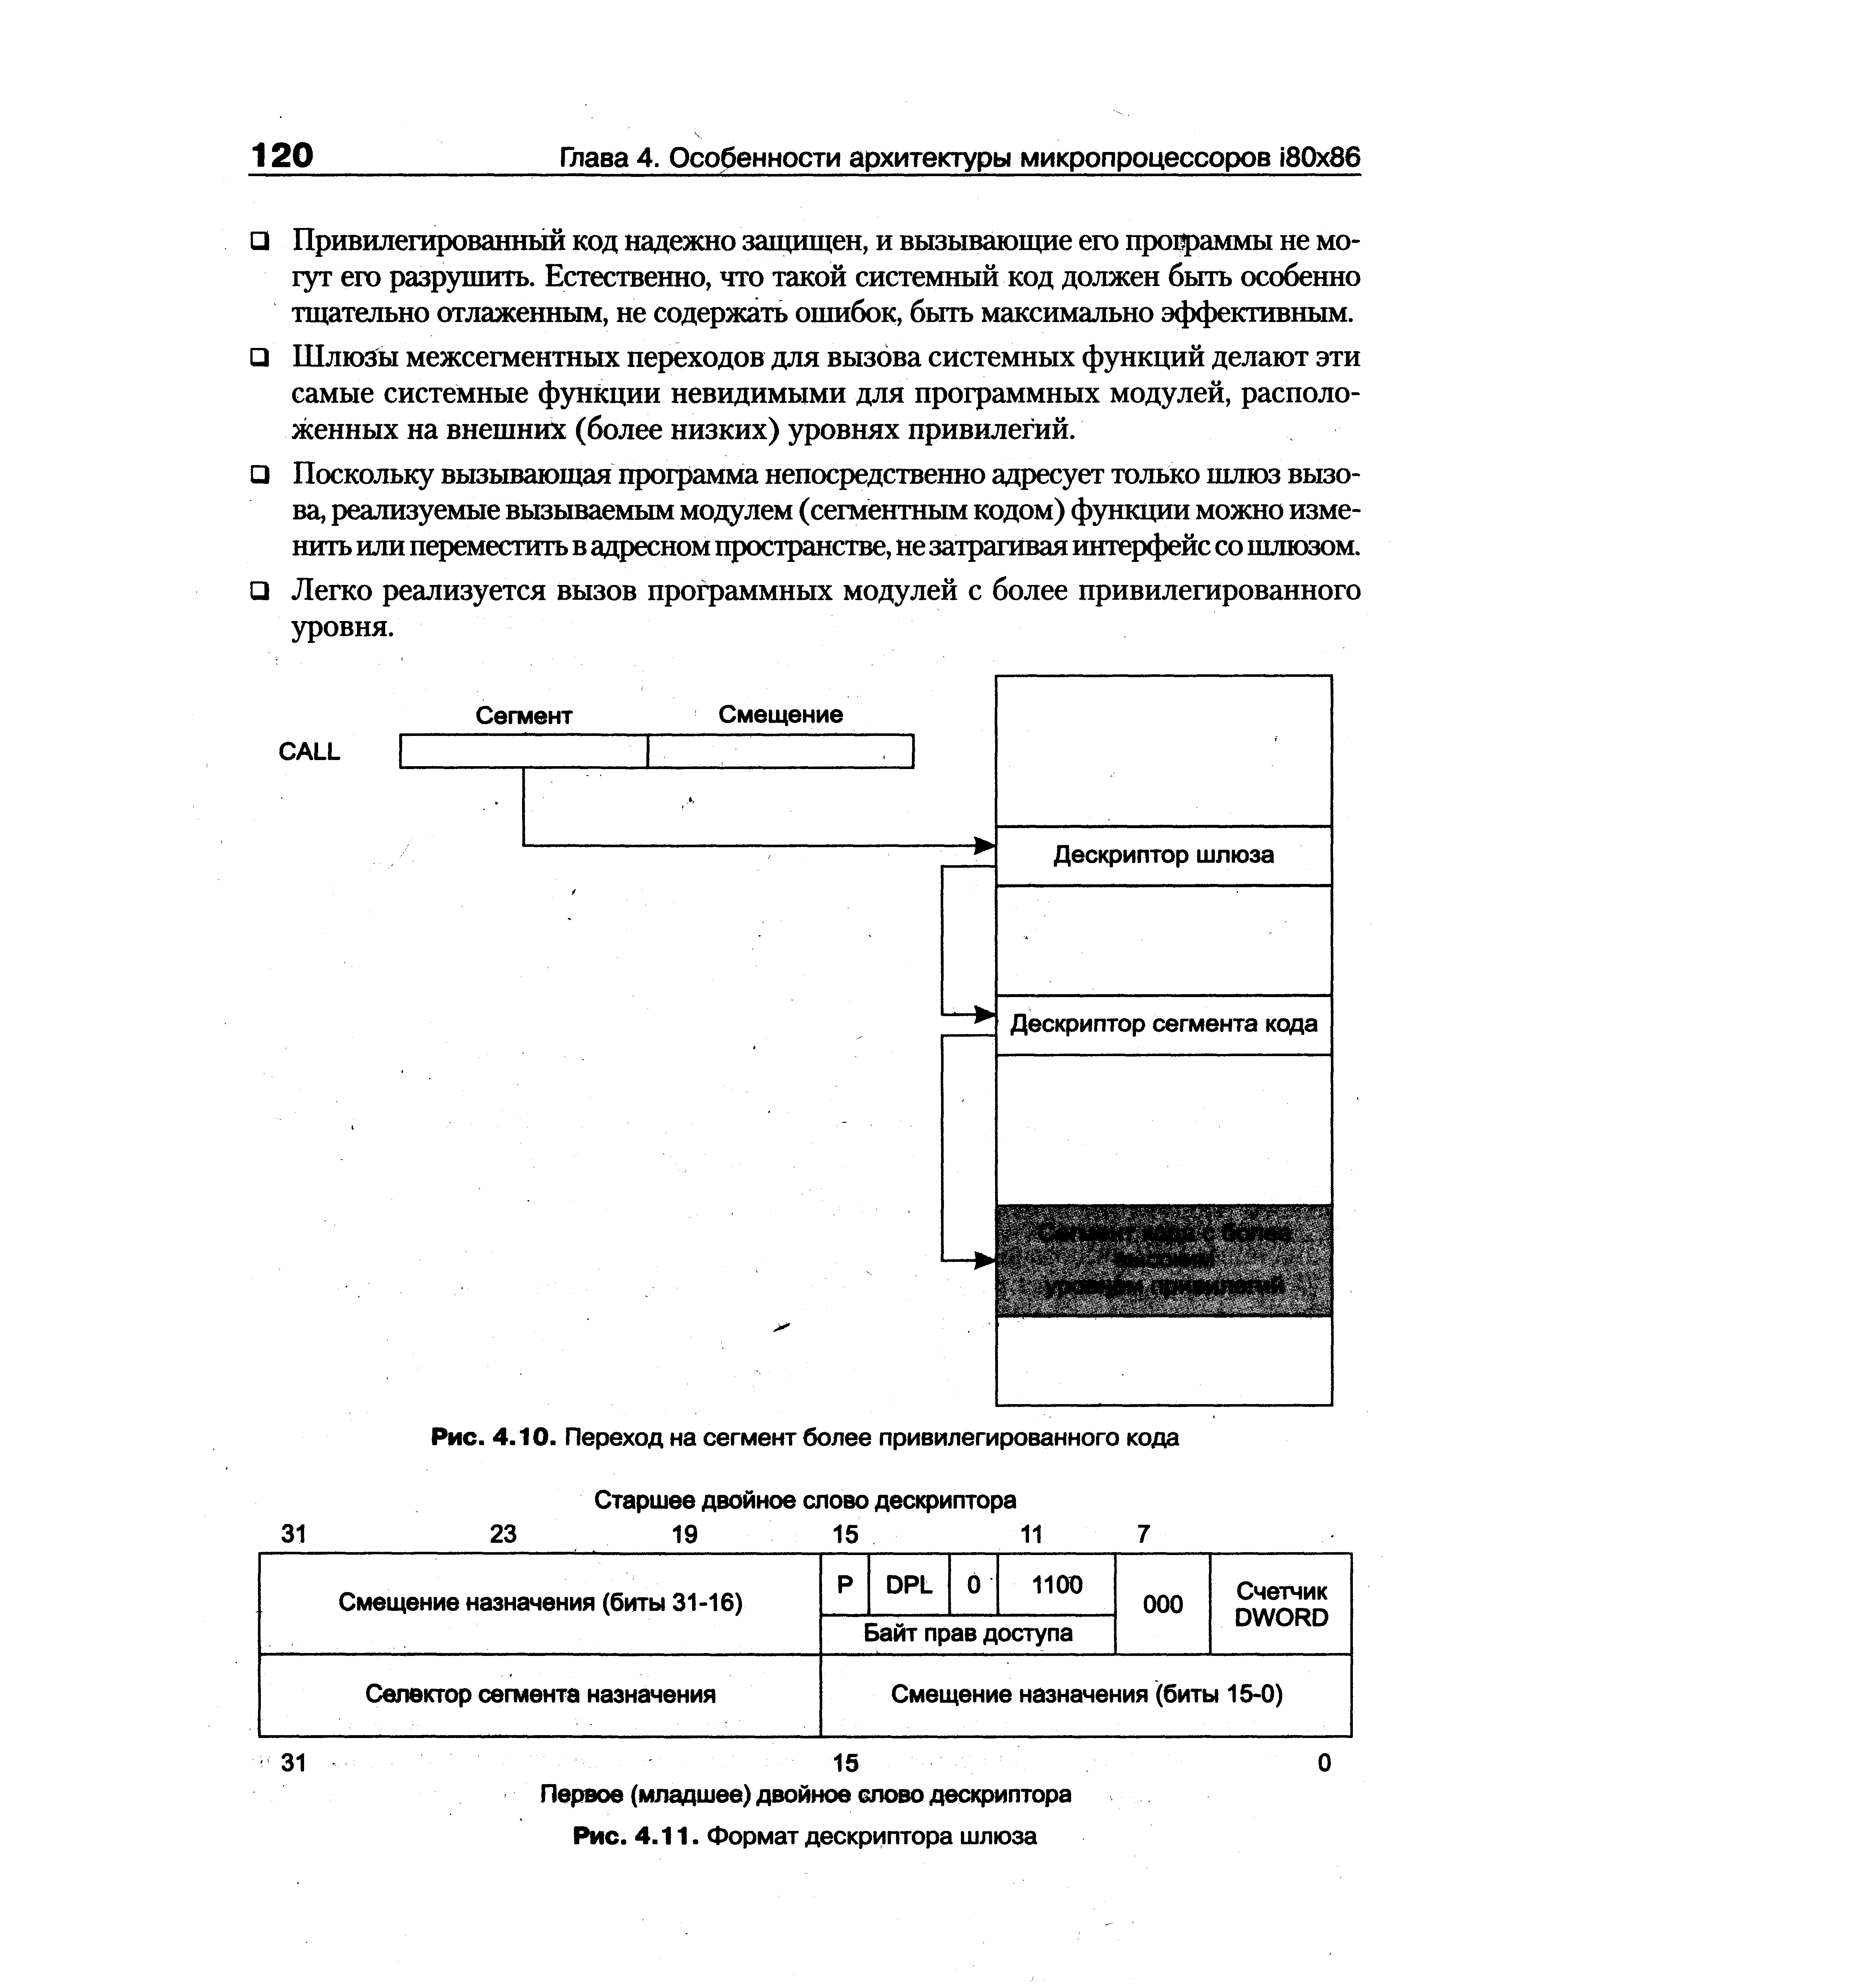 120 Глава 4. Особенности архитектуры микропроцессоров i80x86
Привилегированный код надежно защищен, и вызывающие его программы не мо-
гут его разрушить. Естественно, что такой системный код должен быть особенно
тщательно отлаженным, не содержать ошибок, быть максимально эффективным.
Шлюзы межсегментных переходов для вызова системных функций делают эти
самые системные функции невидимыми для программных модулей, располо-
женных на внешних (более низких) уровнях привилегий.
Поскольку вызывающая программа непосредственно адресует только шлюз вызо-
ва, реализуемые вызываемым модулем (сегментным кодом) функции можно изме-
нить или переместить в адресном пространстве, не затрагивая интерфейс со шлюзом.
Легко реализуется вызов программных модулей с более привилегированного
уровня.
Сегмент Смещение
CALL
Дескриптор шлюза
Дескриптор сегмента кода
Сегмент кода с более
высоким
уровнем привилегий
Рис. 4.10. Переход на сегмент более привилегированного кода
Старшее двойное слово дескриптора
31 23 19 15 11 7
Смещение назначения (биты 31-16) P DPL 0 1100 000 Счетчик
DWORD
Байт прав доступа
Селектор сегмента назначения Смещение назначения (биты 15-0)
31 15 0
Первое (младшее) двойное слово дескриптора
Рис. 4.11. Формат дескриптора шлюза